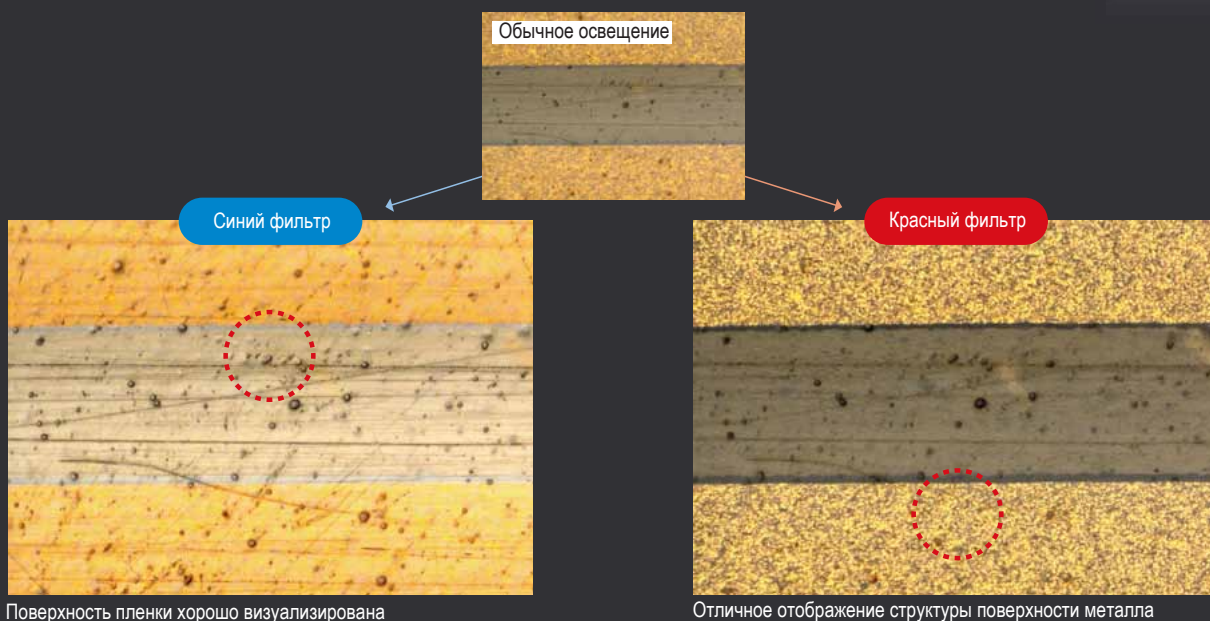 Обычное освещение
Синий фильтр
Красный фильтр
Поверхность пленки хорошо визуализирована
Отличное отображение структуры поверхности металла